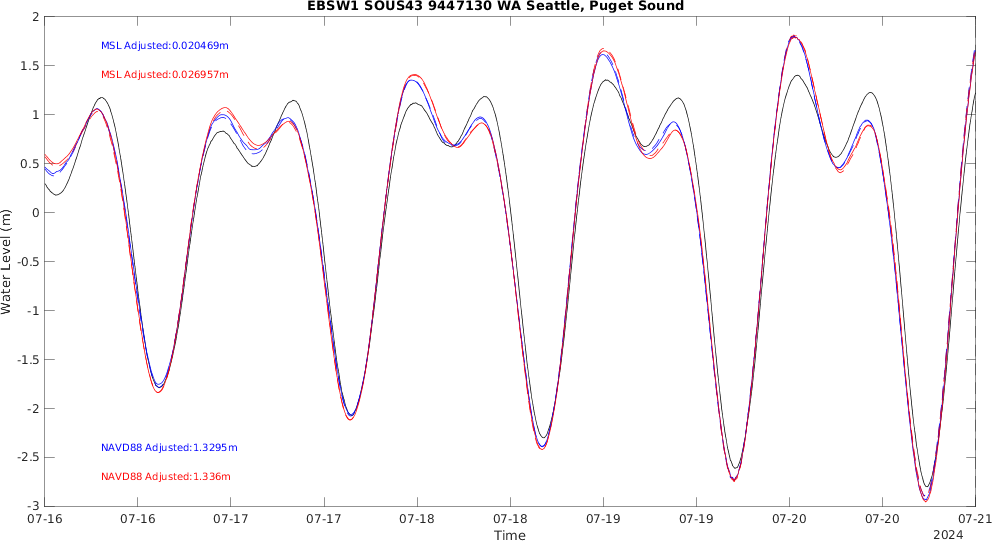 EBSW1 SOUS43 9447130 WA Seattle, Puget Sound
2
1.5
1
0.5
0
-0.5
-1
-1.5
-2
-2.5
-3
Water Level (m)
MSL Adjusted:0.020469m
MSL Adjusted:0.026957m
NAVD88 Adjusted:1.3295m
NAVD88 Adjusted:1.336m
07-16 07-16 07-17 07-17 07-18 07-18 07-19 07-19 07-20 07-20 07-21
Time
2024